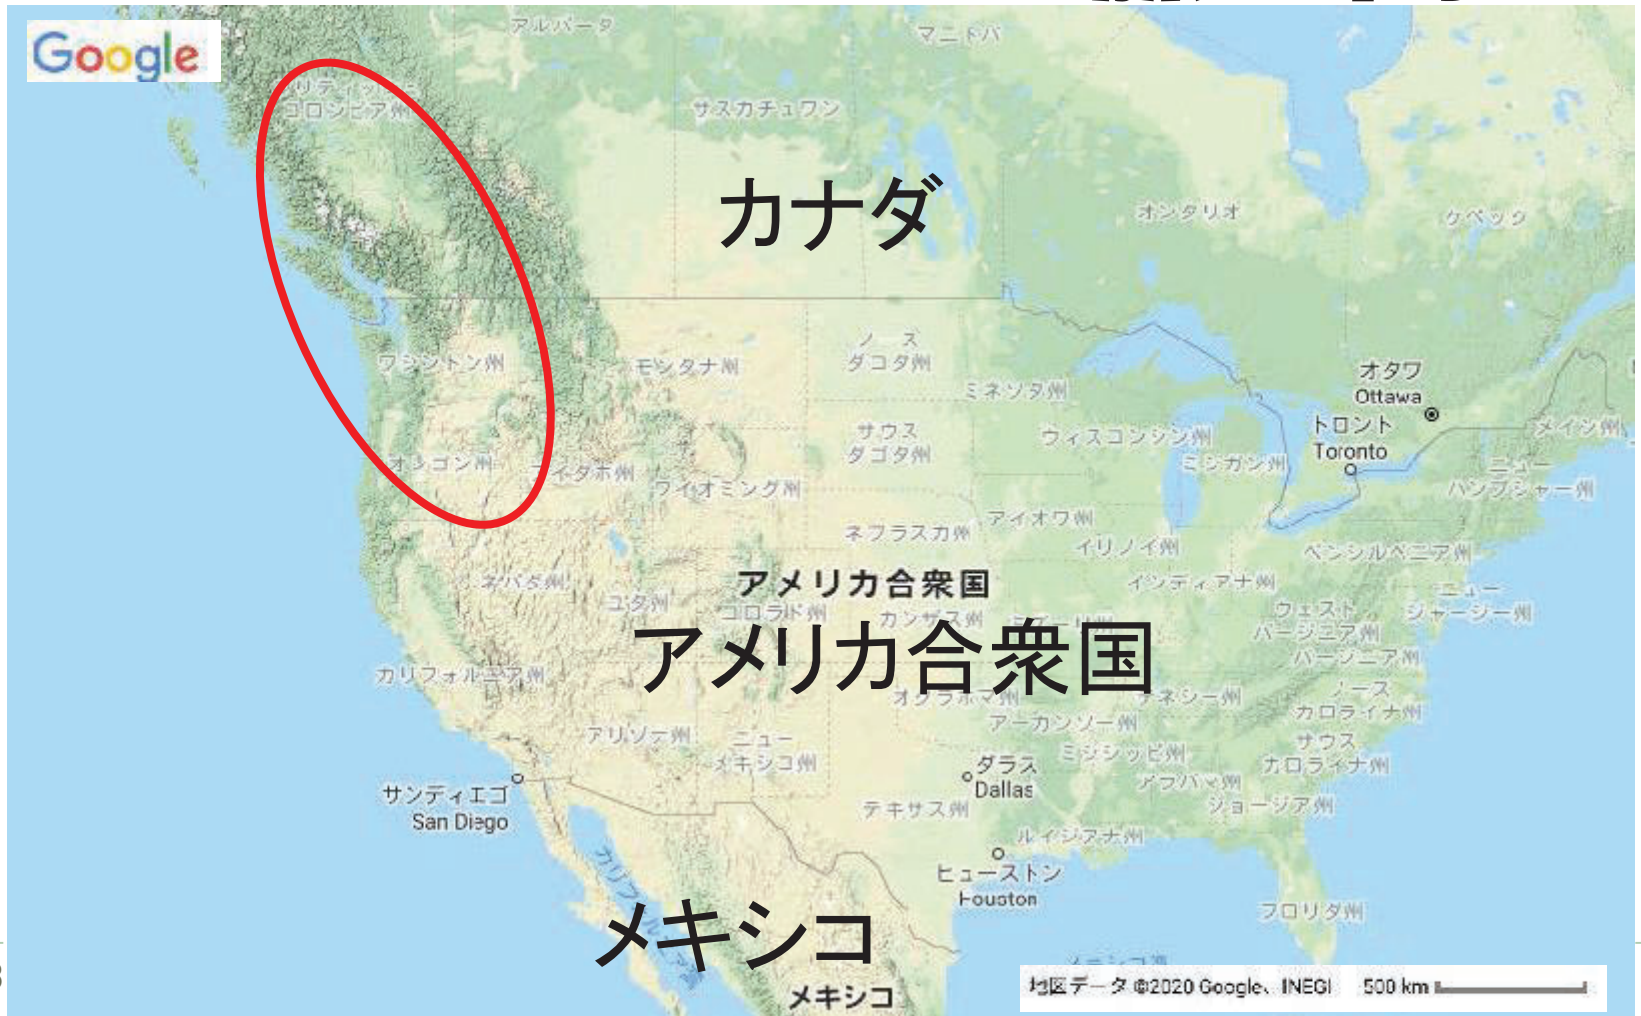 Google
アルバータ
マニトバ
コロンビア州
サスカチュワン
カナダ
オンタリオ
ケベック
ワシントン州
モンタナ州
ノース
ダコタ州
ミネソタ州
オタワ
Ottawa
トロント
Toronto
メイン州
サウス
ダコタ州
ウィスコンシン州
ミシガン州
ニュー
ハンプシャー州
オレゴン州
アイダホ州
ワイオミング州
ネブラスカ州
アイオワ州
イリノイ州
ペンシルベニア州
ネバダ州
ユタ州
アメリカ合衆国
コロラド州
カンザス州
インディアナ州
ウェスト
バージニア州
ニュー
ジャージー州
アメリカ合衆国
バージニア州
カリフォルニア州
オクラホマ州
テネシー州
ノース
カロライナ州
アーカンソー州
アリゾナ州
ニュー
メキシコ州
ミシシッピ州
サウス
カロライナ州
ダラス
Dallas
アラバマ州
ジョージア州
サンディエゴ
San Diego
テキサス州
ルイジアナ州
ヒューストン
Houston
カリフォルニア湾
フロリダ州
メキシコ
メキシコ湾
メキシコ
地図データ ©2020 Google、INEGI 500 km